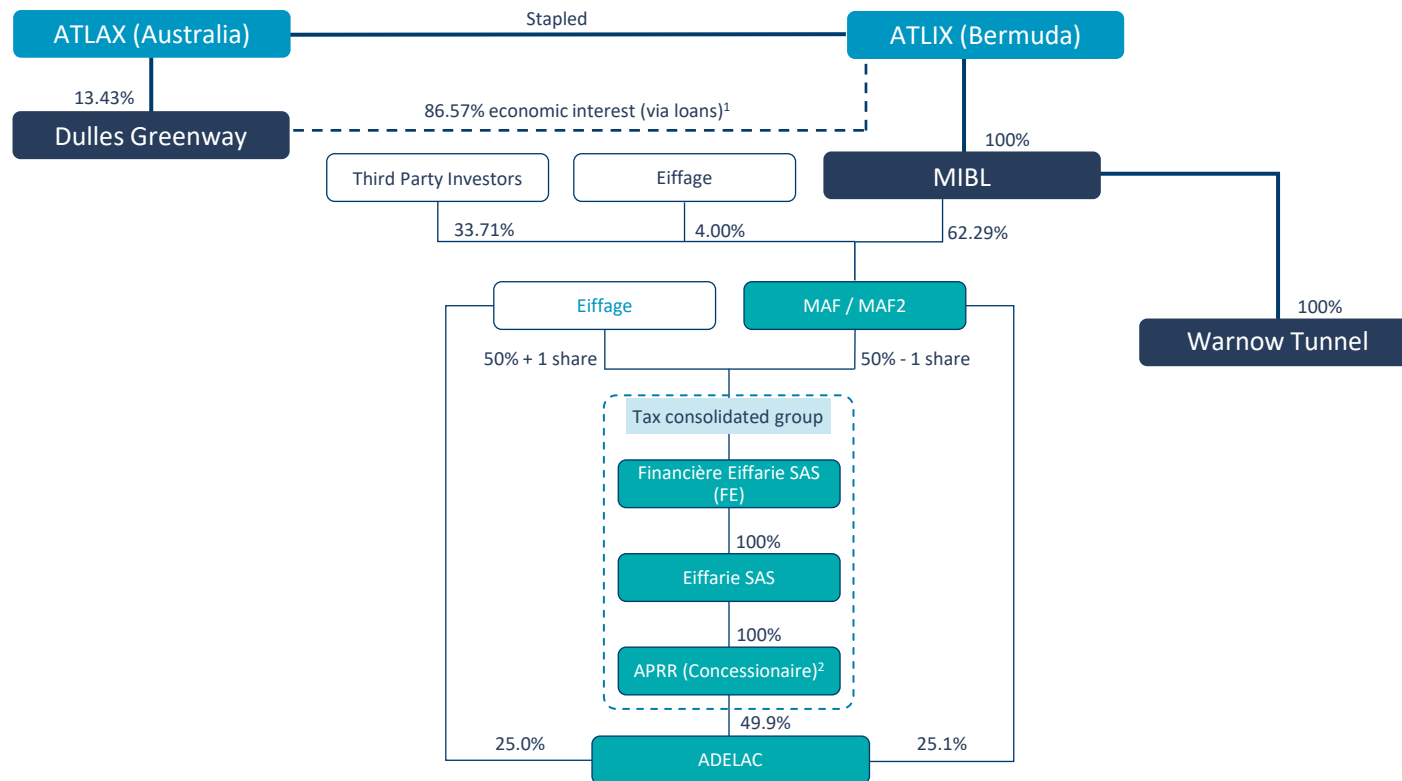 Stapled
ATLAX (Australia)
ATLIX (Bermuda)
13.43%
86.57% economic interest (via loans)¹
Dulles Greenway
100%
Third Party Investors
Eiffage
MIBL
33.71%
4.00%
62.29%
Eiffage
MAF / MAF2
100%
Warnow Tunnel
50% + 1 share
50% - 1 share
Tax consolidated group
Financière Eiffarie SAS
(FE)
100%
Eiffarie SAS
100%
APRR (Concessionaire)²
49.9%
25.0%
25.1%
ADELAC